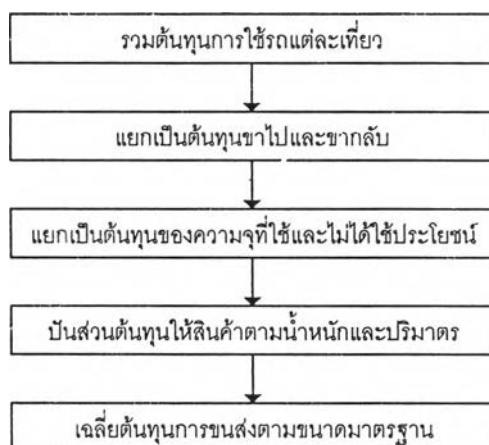 รวมต้นทุนการใช้รถแต่ละเที่ยว
แยกเป็นต้นทุนขาไปและขากลับ
แยกเป็นต้นทุนของความจุที่ใช้และไม่ได้ใช้ประโยชน์
ปันส่วนต้นทุนให้สินค้าตามน้ำหนักและปริมาตร
เฉลี่ยต้นทุนการขนส่งตามขนาดมาตรฐาน